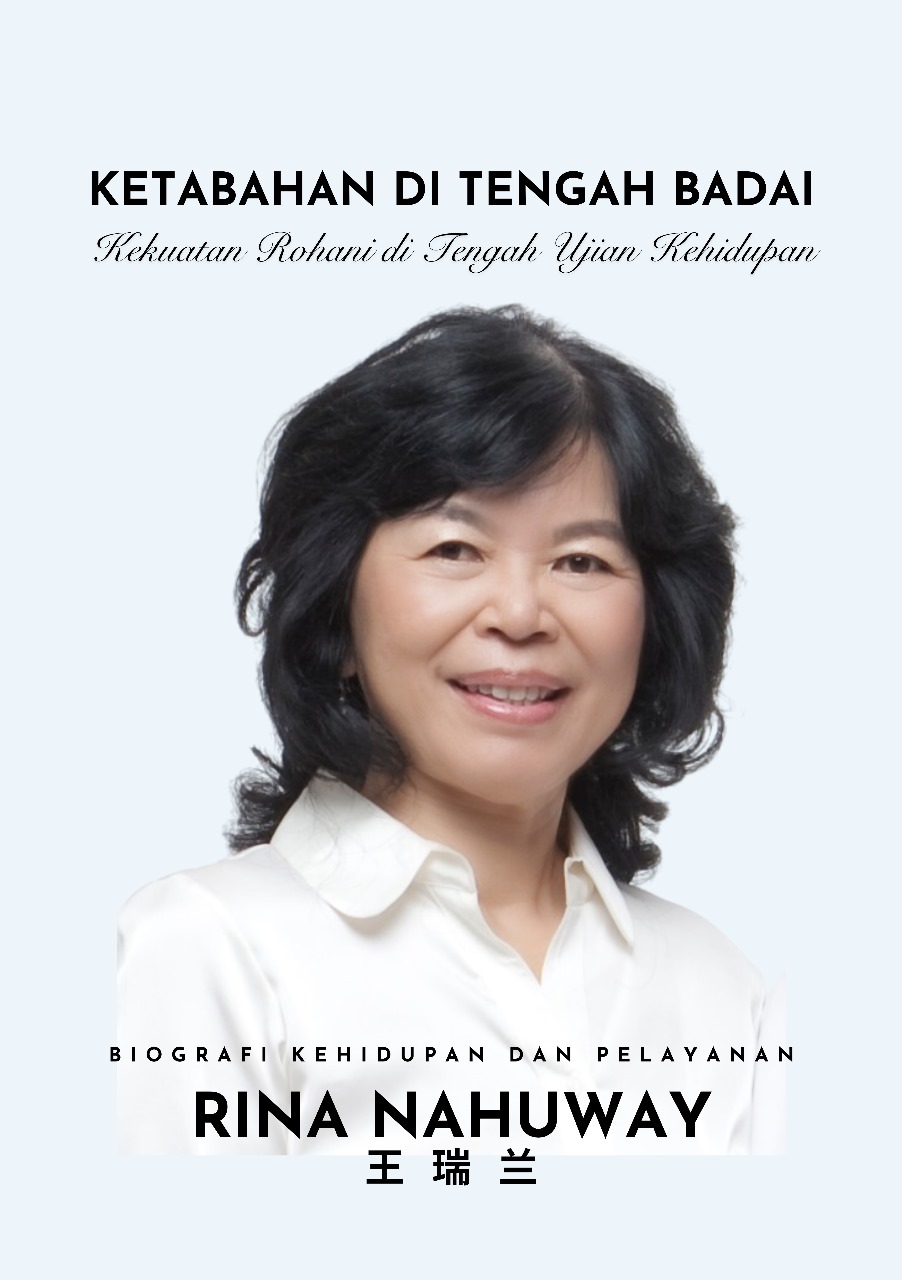 KETABAHAN DI TENGAH BADAI
Kekuatan Rohani di Tengah Ujian Kehidupan
BIOGRAFI KEHIDUPAN DAN PELAYANAN
RINA NAHUWAY
王瑞兰